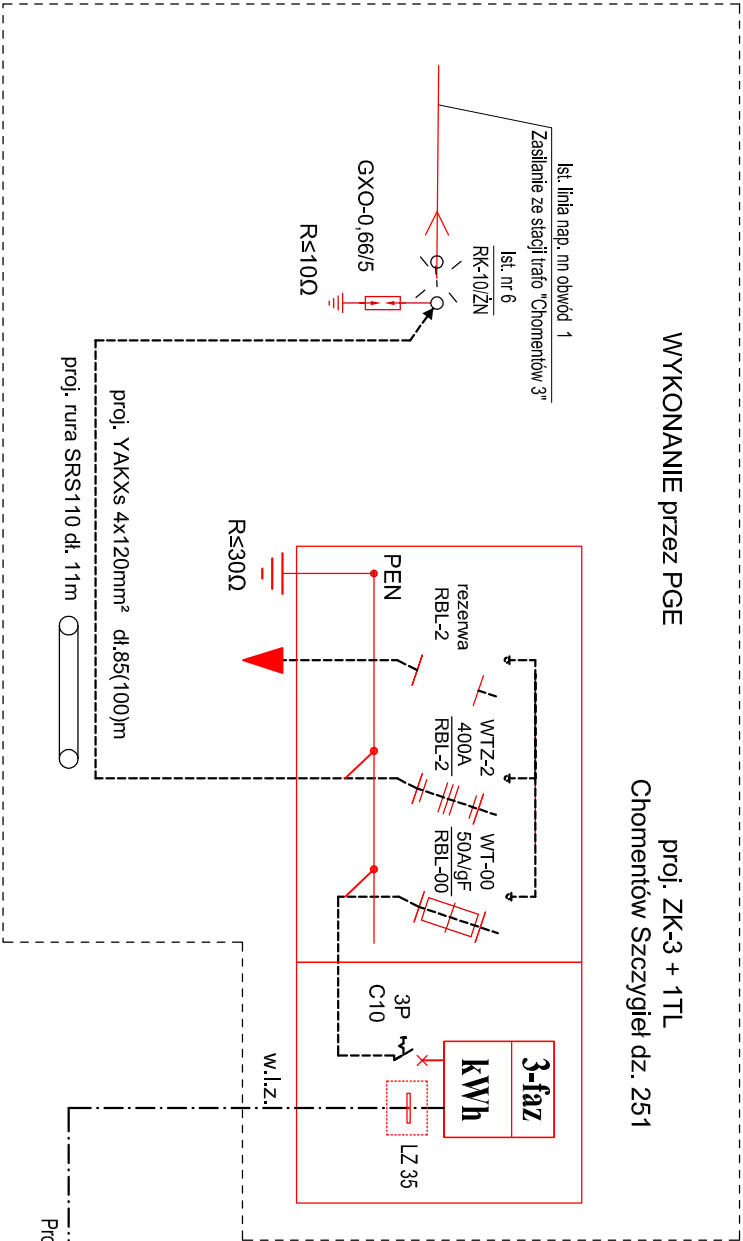 WYKONANIE przez PGE
proj. ZK-3 + 1TL
Chomentów Szczygieł dz. 251
Ist. linia nap. nn obwód 1
Zasilanie ze stacji trafo "Chomentów 3"
Ist. nr 6
RK-10/ŻN
GXO-0,66/5
R≤10Ω
rezerwa
RBL-2
WTZ-2
400A
RBL-2
WT-00
50A/gF
RBL-00
PEN
R≤30Ω
3-faz
kWh
3P
C10
LZ 35
w.l.z.
proj. YAKXs 4x120mm² dł.85(100)m
proj. rura SRS110 dł. 11m
Pro